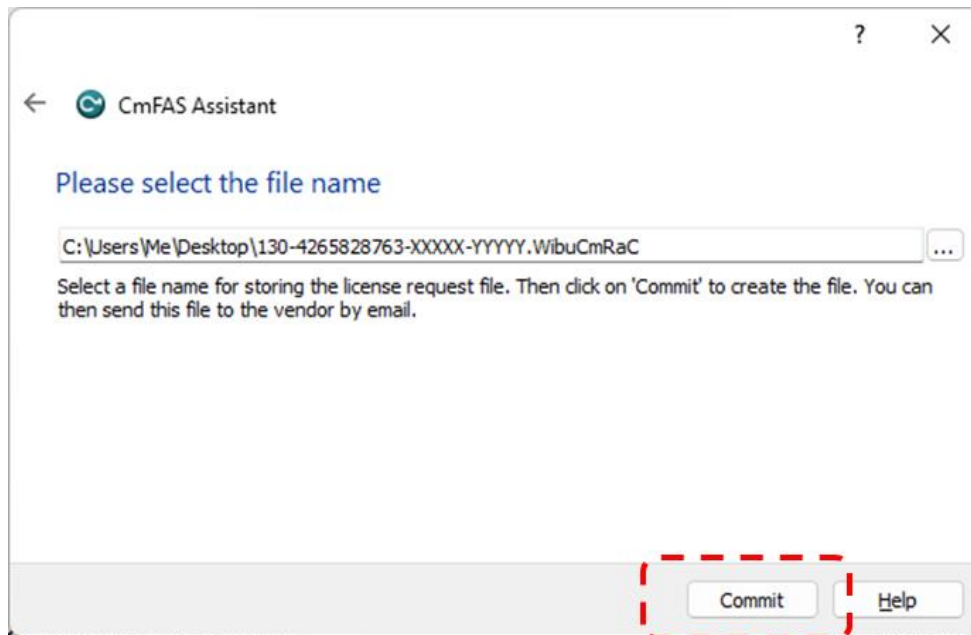 ?
CmFAS Assistant
Please select the file name
C:\Users\Me\Desktop\130-4265828763-XXXXX-YYYYY.WibuCmRaC
...
Select a file name for storing the license request file. Then click on 'Commit' to create the file. You can
then send this file to the vendor by email.
Commit
Help